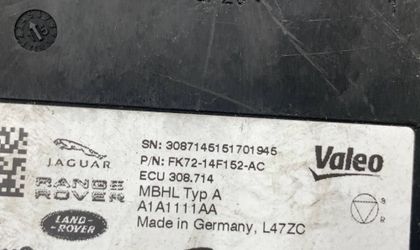 SN: 3087145151701945
JAGUAR
P/N: FK72-14F152-AC
Valeo
ECU 308.714
RANGE ROVER
MBHL Typ A
A1A1111AA
LAND-ROVER
Made in Germany, L47ZC